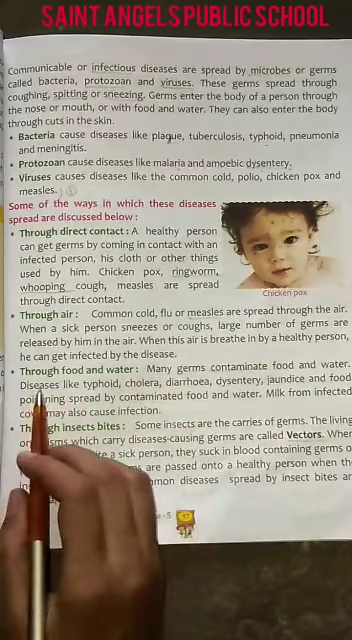 SAINT ANGELS PUBLIC SCHOOL
Communicable or infectious diseases are spread by microbes or germs
called bacteria, protozoan and viruses. These germs spread through
coughing, spitting or sneezing. Germs enter the body of a person through
the nose or mouth, or with food and water. They can also enter the body
through cuts in the skin.
• Bacteria cause diseases like plaque, tuberculosis, typhoid, pneumonia
and meningitis.
• Protozoan cause diseases like malaria and amoebic dysentery.
• Viruses causes diseases like the common cold, polio, chicken pox and
measles.
Some of the ways in which these diseases
spread are discussed below :
• Through direct contact : A healthy person
can get germs by coming in contact with an
infected person, his cloth or other things
used by him. Chicken pox, ringworm,
whooping cough, measles are spread
through direct contact.
Chicken pox
• Through air : Common cold, flu or measles are spread through the air.
When a sick person sneezes or coughs, large number of germs are
released by him in the air. When this air is breathe in by a healthy person,
he can get infected by the disease.
• Through food and water : Many germs contaminate food and water.
Diseases like typhoid, cholera, diarrhoea, dysentery, jaundice and food
spread by contaminated food and water. Milk from infected
may also cause infection.
• insects bites : Some insects are the carries of germs. The living
which carry diseases-causing germs are called Vectors. When
a sick person, they suck in blood containing germs
are passed onto a healthy person when the
diseases spread by insect bites
-5